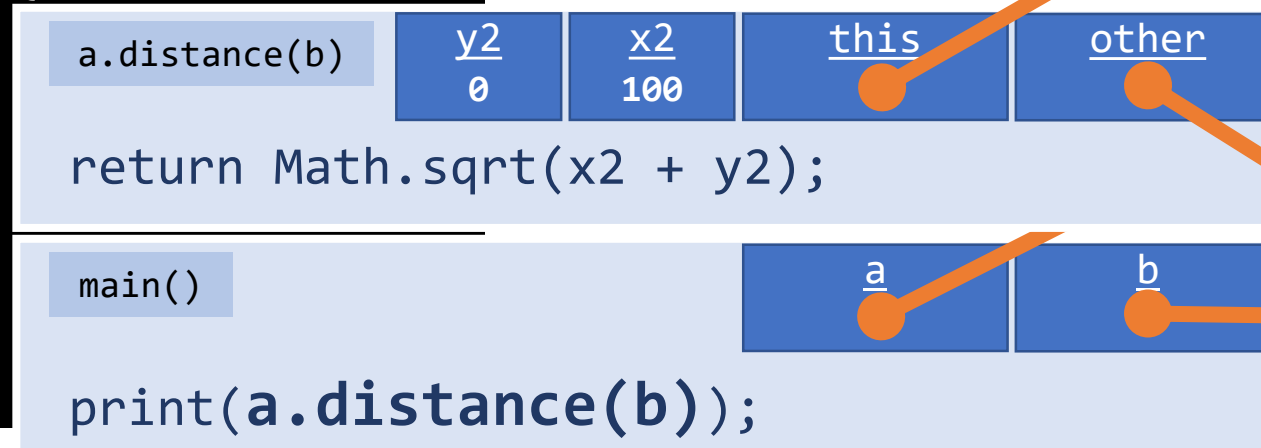 a.distance(b) y2 x2 this other
0 100
return Math.sqrt(x2 + y2);
main() a b
print(a.distance(b));